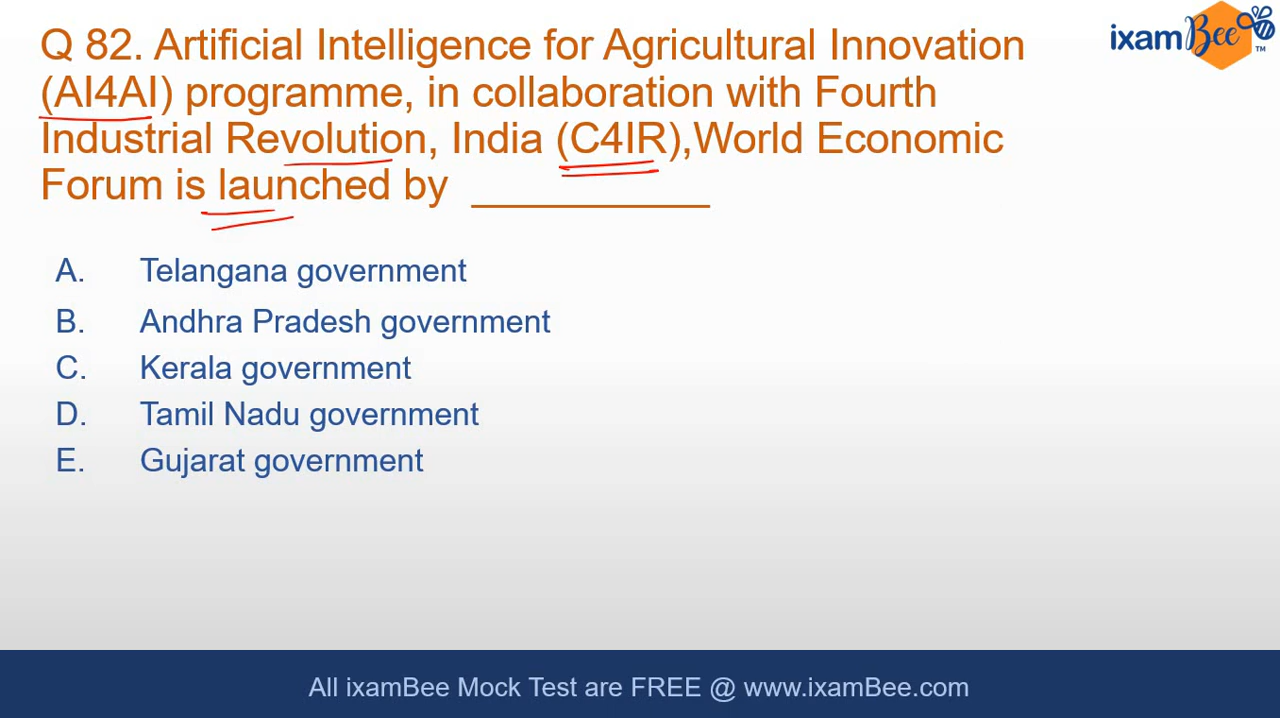 Q 82. Artificial Intelligence for Agricultural Innovation
(AI4AI) programme, in collaboration with Fourth
Industrial Revolution, India (C4IR),World Economic
Forum is launched by __________
ixamBee™
A. Telangana government
B. Andhra Pradesh government
C. Kerala government
D. Tamil Nadu government
E. Gujarat government
All ixamBee Mock Test are FREE @ www.ixamBee.com